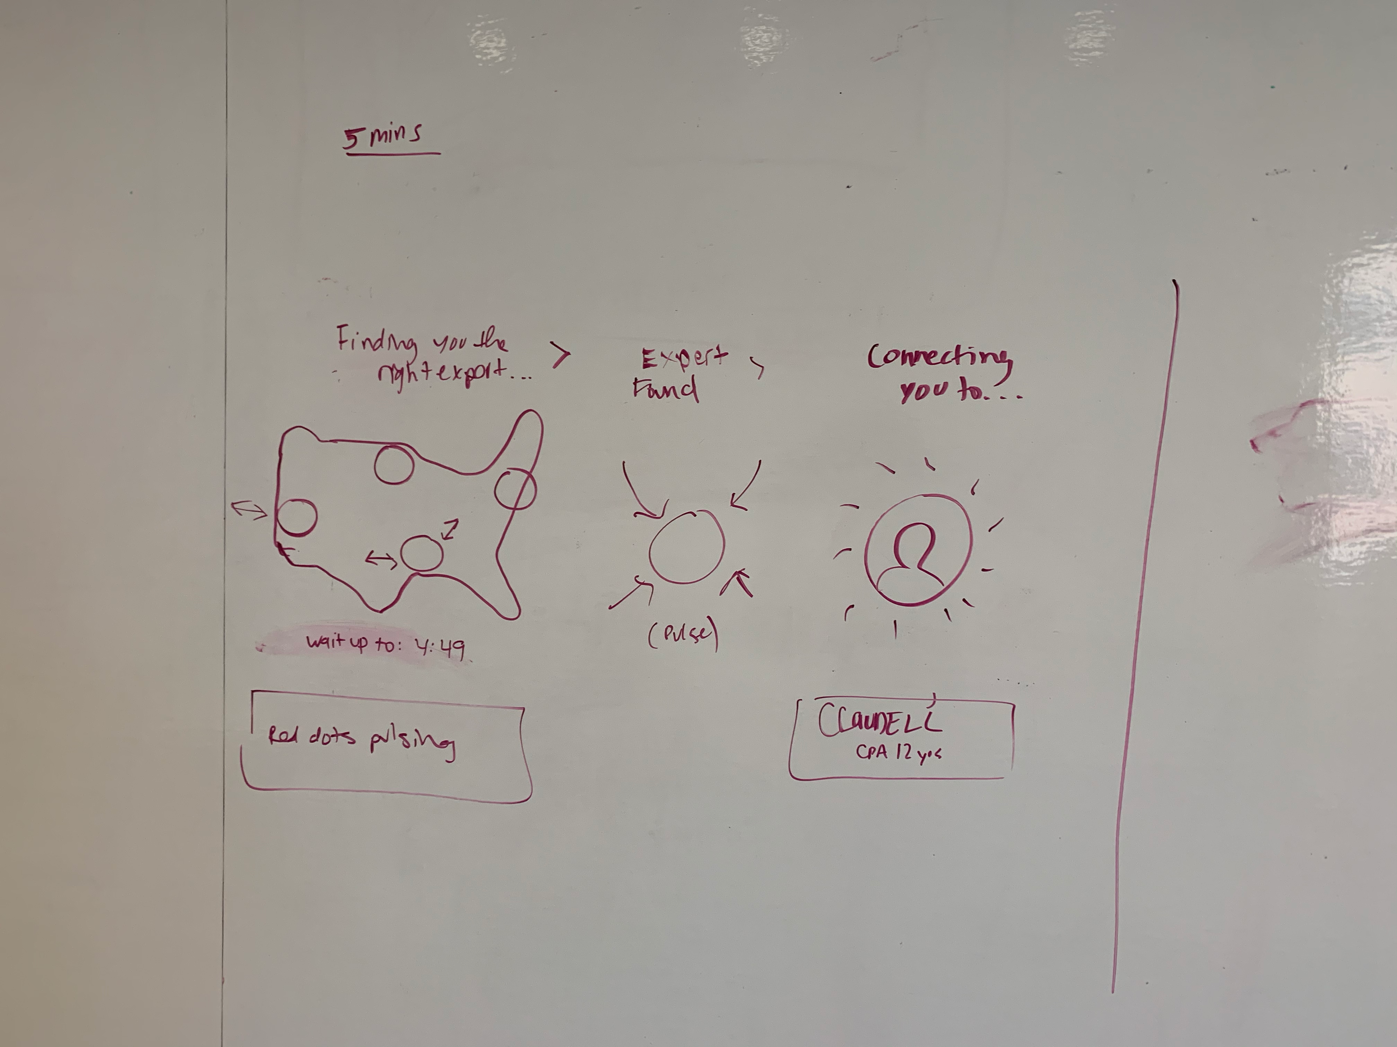 5 mins
Finding you the
right expert...
>
Expert
Found
>
Connecting
you to....
wait up to: 4:49
(pulse)
Red dots pulsing
CPA 12 yrs